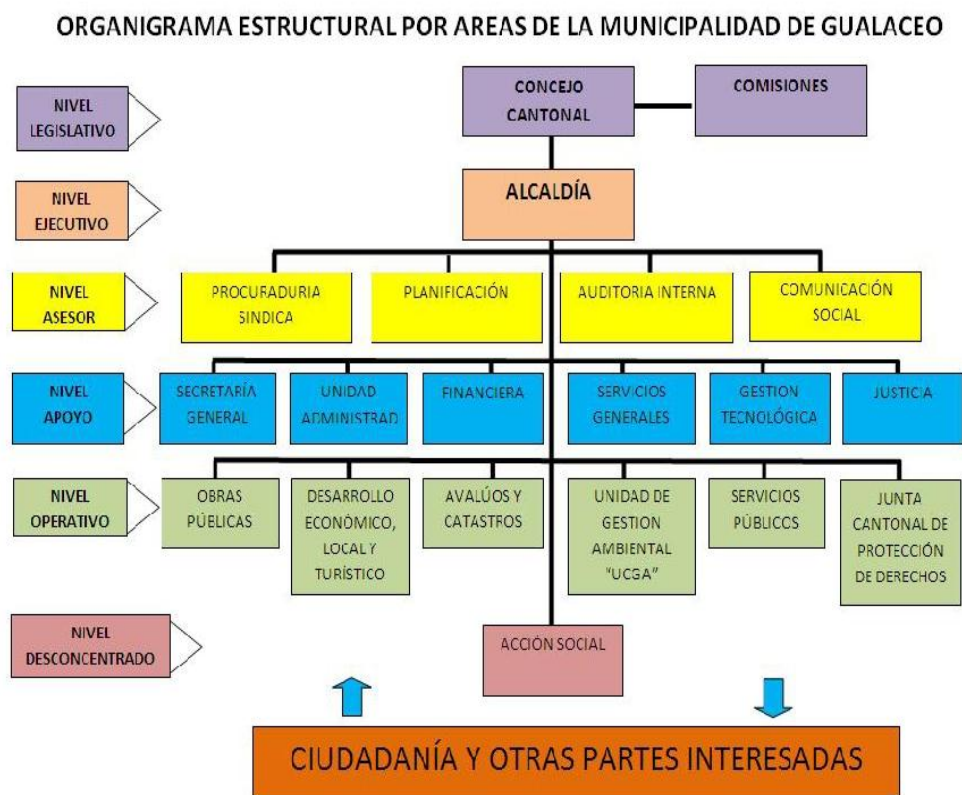 ORGANIGRAMA ESTRUCTURAL POR AREAS DE LA MUNICIPALIDAD DE GUALACEO
NIVEL
LEGISLATIVO
CONCEJO
CANTONAL
COMISIONES
NIVEL
EJECUTIVO
ALCALDÍA
NIVEL
ASESOR
PROCURADURIA
SINDICA
PLANIFICACIÓN
AUDITORIA INTERNA
COMUNICACIÓN
SOCIAL
NIVEL
APOYO
SECRETARÍA
GENERAL
UNIDAD
ADMINISTRAD
FINANCIERA
SERVICIOS
GENERALES
GESTION
TECNOLÓGICA
JUSTICIA
NIVEL
OPERATIVO
OBRAS
PÚBLICAS
DESARROLLO
ECONÓMICO,
LOCAL Y
TURÍSTICO
AVALÚOS Y
CATASTROS
UNIDAD DE
GESTION
AMBIENTAL
"UCGA"
SERVICIOS
PÚBLICOS
JUNTA
CANTONAL DE
PROTECCIÓN
DE DERECHOS
NIVEL
DESCONCENTRADO
ACCIÓN SOCIAL
CIUDADANÍA Y OTRAS PARTES INTERESADAS